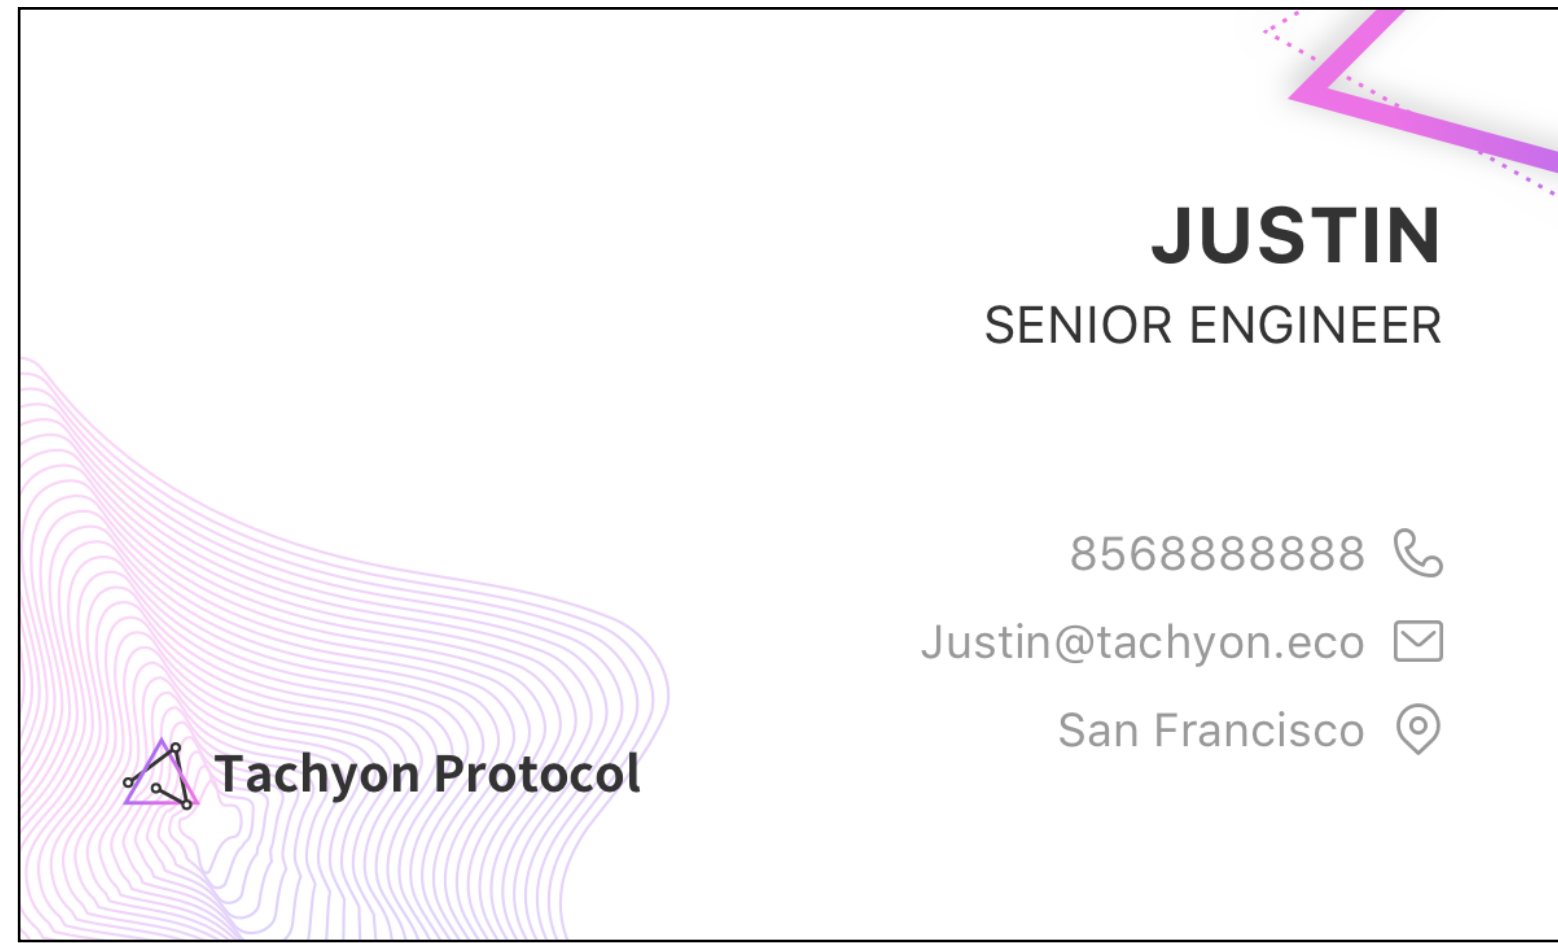 JUSTIN
SENIOR ENGINEER
8568888888
Justin@tachyon.eco
San Francisco
Tachyon Protocol